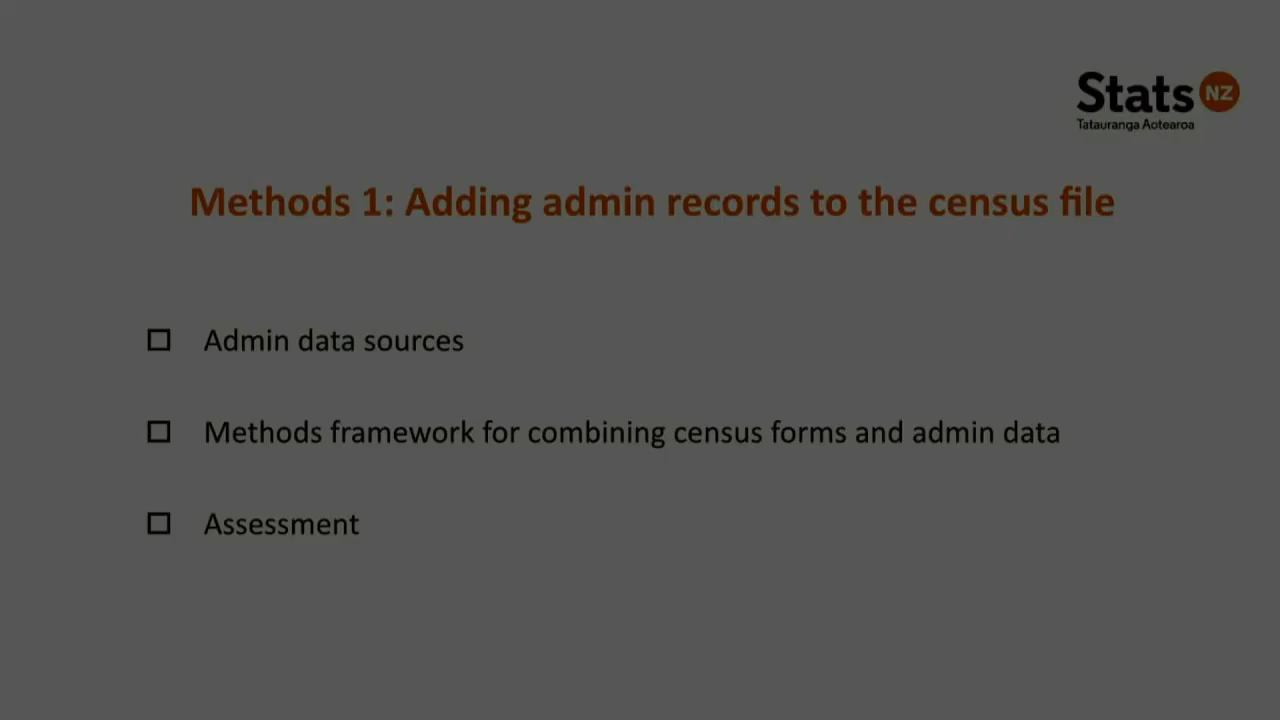 Stats NZ
Tatauranga Aotearoa
Methods 1: Adding admin records to the census file
Admin data sources
Methods framework for combining census forms and admin data
Assessment